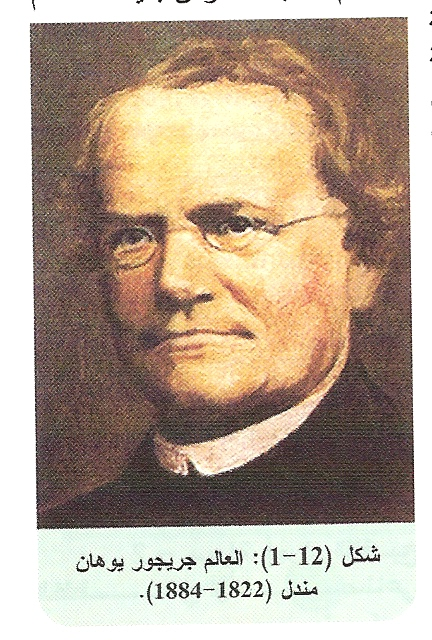 شكل (12-1): العالم جريجور يوهان
مندل (1822-1884).